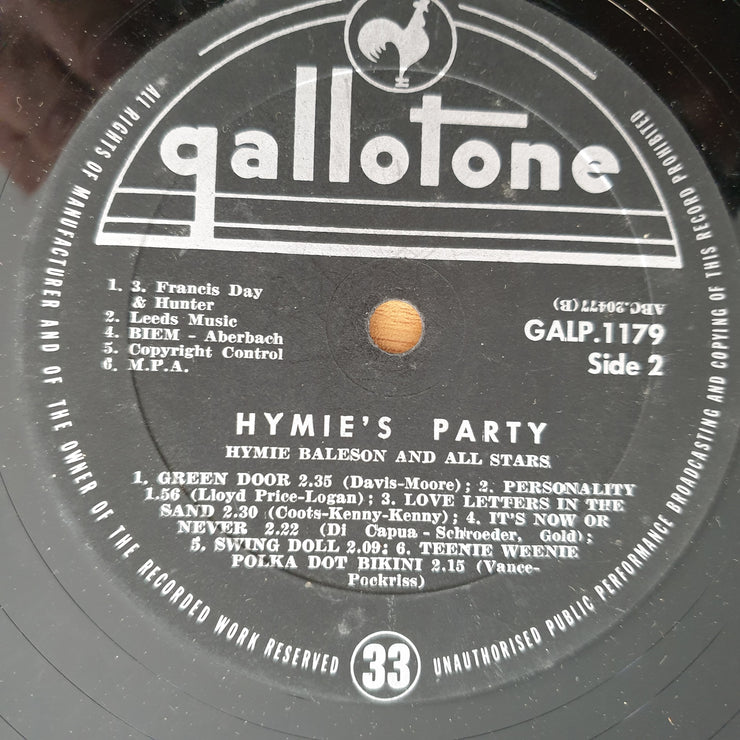 gallotone
ALL RIGHTS OF MANUFACTURER AND OF THE OWNER OF THE RECORDED WORK RESERVED
UNAUTHORISED PUBLIC PERFORMANCE BROADCASTING AND COPYING OF THIS RECORD PROHIBITED
1. 3. Francis Day
& Hunter
2. Leeds Music
4. BIEM - Aberbach
5. Copyright Control
6. M.P.A.
ABC.20477 (B)
GALP.1179
Side 2
HYMIE'S PARTY
HYMIE BALESON AND ALL STARS
1. GREEN DOOR 2.35 (Davis-Moore); 2. PERSONALITY
1.56 (Lloyd Price-Logan); 3. LOVE LETTERS IN THE
SAND 2.30 (Coots-Kenny-Kenny); 4. IT'S NOW OR
NEVER 2.22 (Di Capua - Schroeder, Gold);
5. SWING DOLL 2.09; 6. TEENIE WEENIE
POLKA DOT BIKINI 2.15 (Vance-
Pockriss)
33